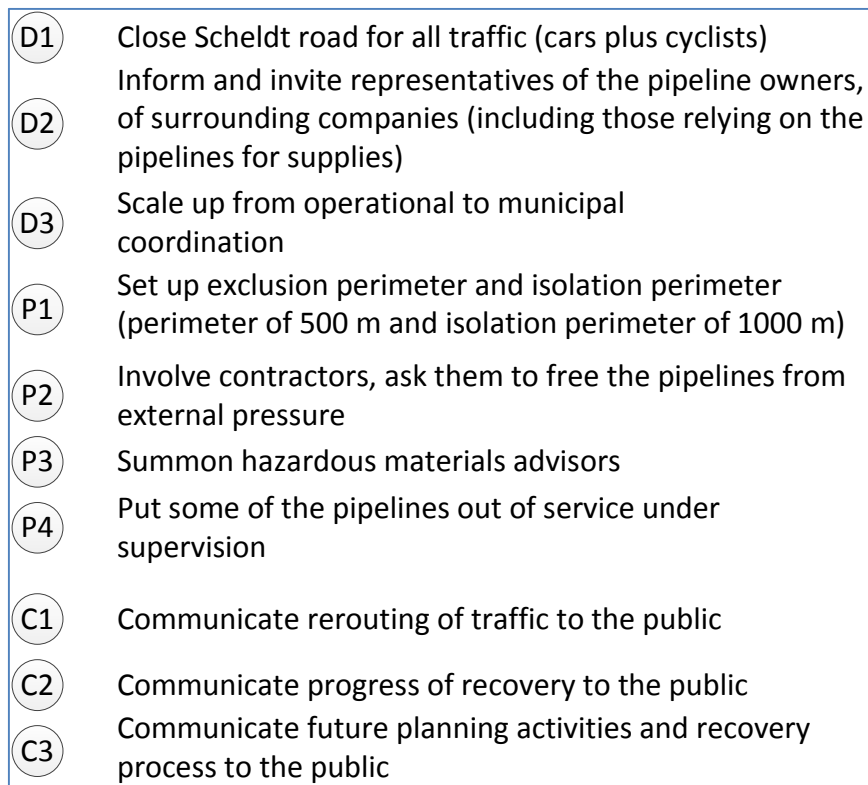 D1 Close Scheldt road for all traffic (cars plus cyclists)
Inform and invite representatives of the pipeline owners,
D2 of surrounding companies (including those relying on the
pipelines for supplies)
D3 Scale up from operational to municipal
coordination
P1 Set up exclusion perimeter and isolation perimeter
(perimeter of 500 m and isolation perimeter of 1000 m)
P2 Involve contractors, ask them to free the pipelines from
external pressure
P3 Summon hazardous materials advisors
P4 Put some of the pipelines out of service under
supervision
C1 Communicate rerouting of traffic to the public
C2 Communicate progress of recovery to the public
C3 Communicate future planning activities and recovery
process to the public